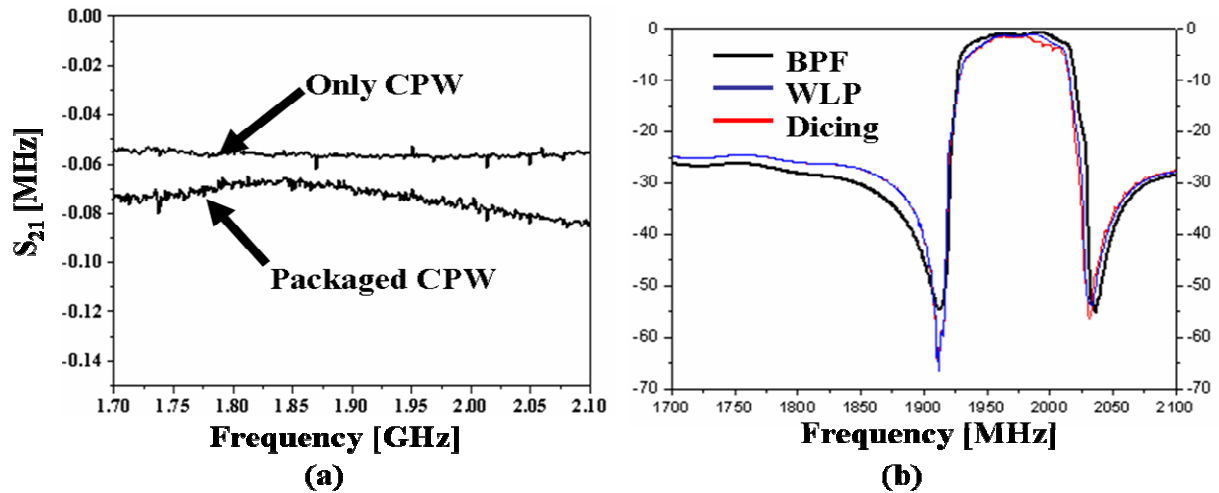 0.00
-0.02
-0.04
-0.06
-0.08
-0.10
-0.12
-0.14
S21 [MHz]
Only CPW
Packaged CPW
1.70 1.75 1.80 1.85 1.90 1.95 2.00 2.05 2.10
Frequency [GHz]
(a)
0
-10
-20
-30
-40
-50
-60
-70
BPF
WLP
Dicing
0
-10
-20
-30
-40
-50
-60
-70
1700 1750 1800 1850 1900 1950 2000 2050 2100
Frequency [MHz]
(b)